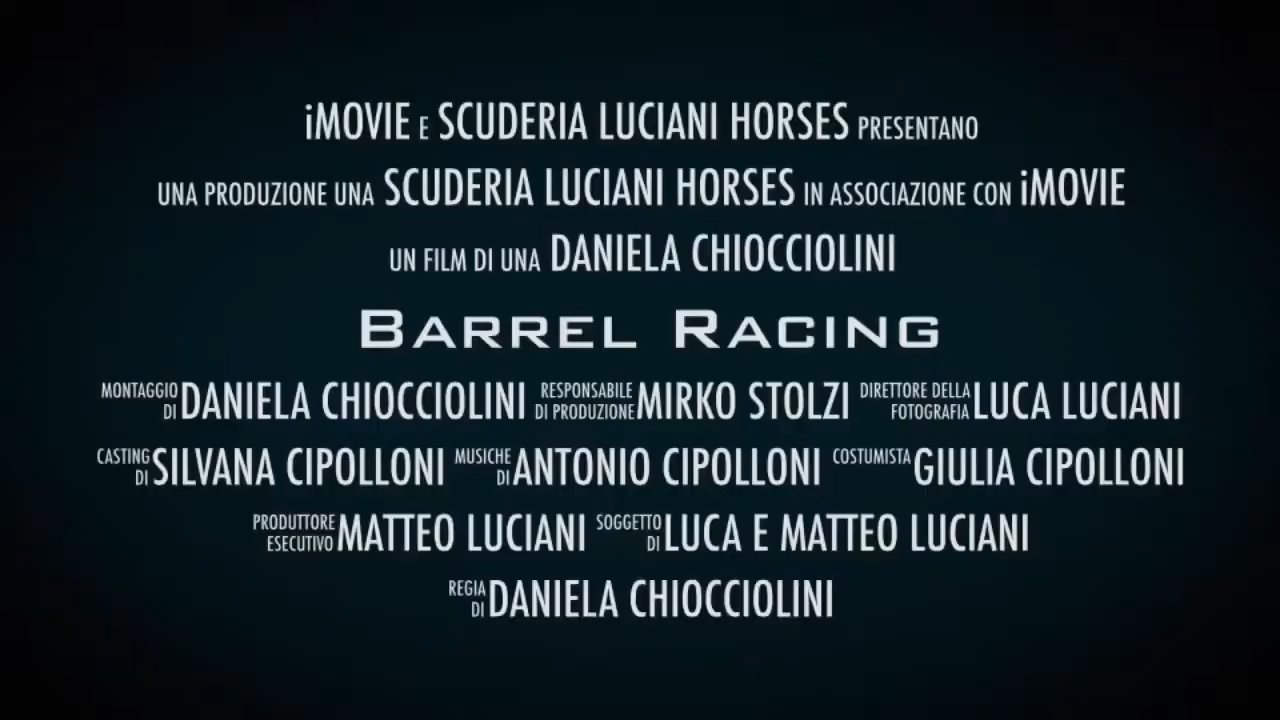 iMOVIE E SCUDERIA LUCIANI HORSES PRESENTANO
UNA PRODUZIONE UNA SCUDERIA LUCIANI HORSES IN ASSOCIAZIONE CON iMOVIE
UN FILM DI UNA DANIELA CHIOCCIOLINI
BARREL RACING
MONTAGGIO DI DANIELA CHIOCCIOLINI RESPONSABILE DI PRODUZIONE MIRKO STOLZI DIRETTORE DELLA FOTOGRAFIA LUCA LUCIANI
CASTING DI SILVANA CIPOLLONI MUSICHE DI ANTONIO CIPOLLONI COSTUMISTA GIULIA CIPOLLONI
PRODUTTORE ESECUTIVO MATTEO LUCIANI SOGGETTO DI LUCA E MATTEO LUCIANI
REGIA DI DANIELA CHIOCCIOLINI